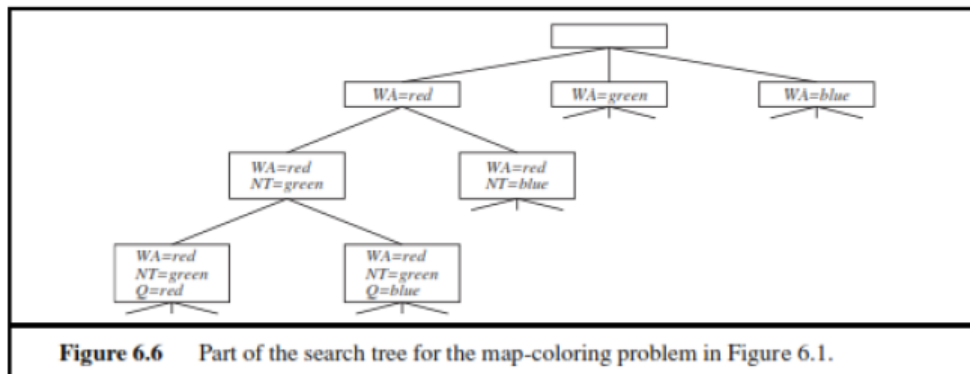 WA=red
WA=green
WA=blue
WA=red
NT=green
WA=red
NT=blue
WA=red
NT=green
Q=red
WA=red
NT=green
Q=blue
Figure 6.6 Part of the search tree for the map-coloring problem in Figure 6.1.